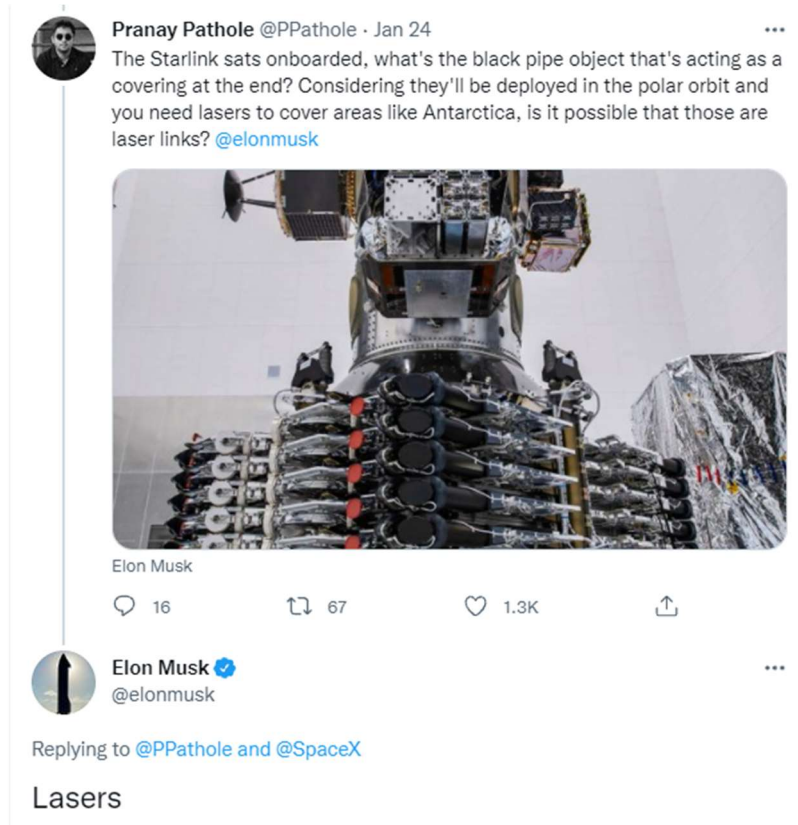 Pranay Pathole @PPathole · Jan 24
The Starlink sats onboarded, what's the black pipe object that's acting as a
covering at the end? Considering they'll be deployed in the polar orbit and
you need lasers to cover areas like Antarctica, is it possible that those are
laser links? @elonmusk
Elon Musk
16 67 1.3K
Elon Musk
@elonmusk
Replying to @PPathole and @SpaceX
Lasers